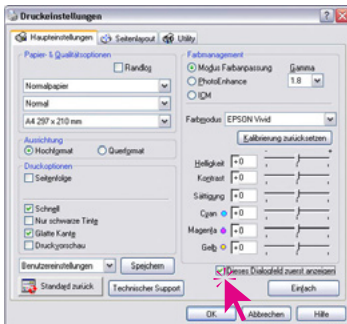 Druckeinstellungen
Haupteinstellungen Seitenlayout Utility
Papier- & Qualitätsoptionen
Randlos
Normalpapier
Normal
A4 297 x 210 mm
Ausrichtung
Hochformat Querformat
Druckoptionen
Seitenfolge
Schnell
Nur schwarze Tinte
Glatte Kante
Druckvorschau
Benutzereinstellungen Speichern
Standard zurück Technischer Support
Farbmanagement
Modus Farbanpassung Gamma
PhotoEnhance 1.8
ICM
Farbmodus EPSON Vivid
Kalibrierung zurücksetzen
- +
Helligkeit +0
Kontrast +0
Sättigung +0
Cyan +0
Magenta +0
Gelb +0
Dieses Dialogfeld zuerst anzeigen
Einfach
OK Abbrechen Hilfe